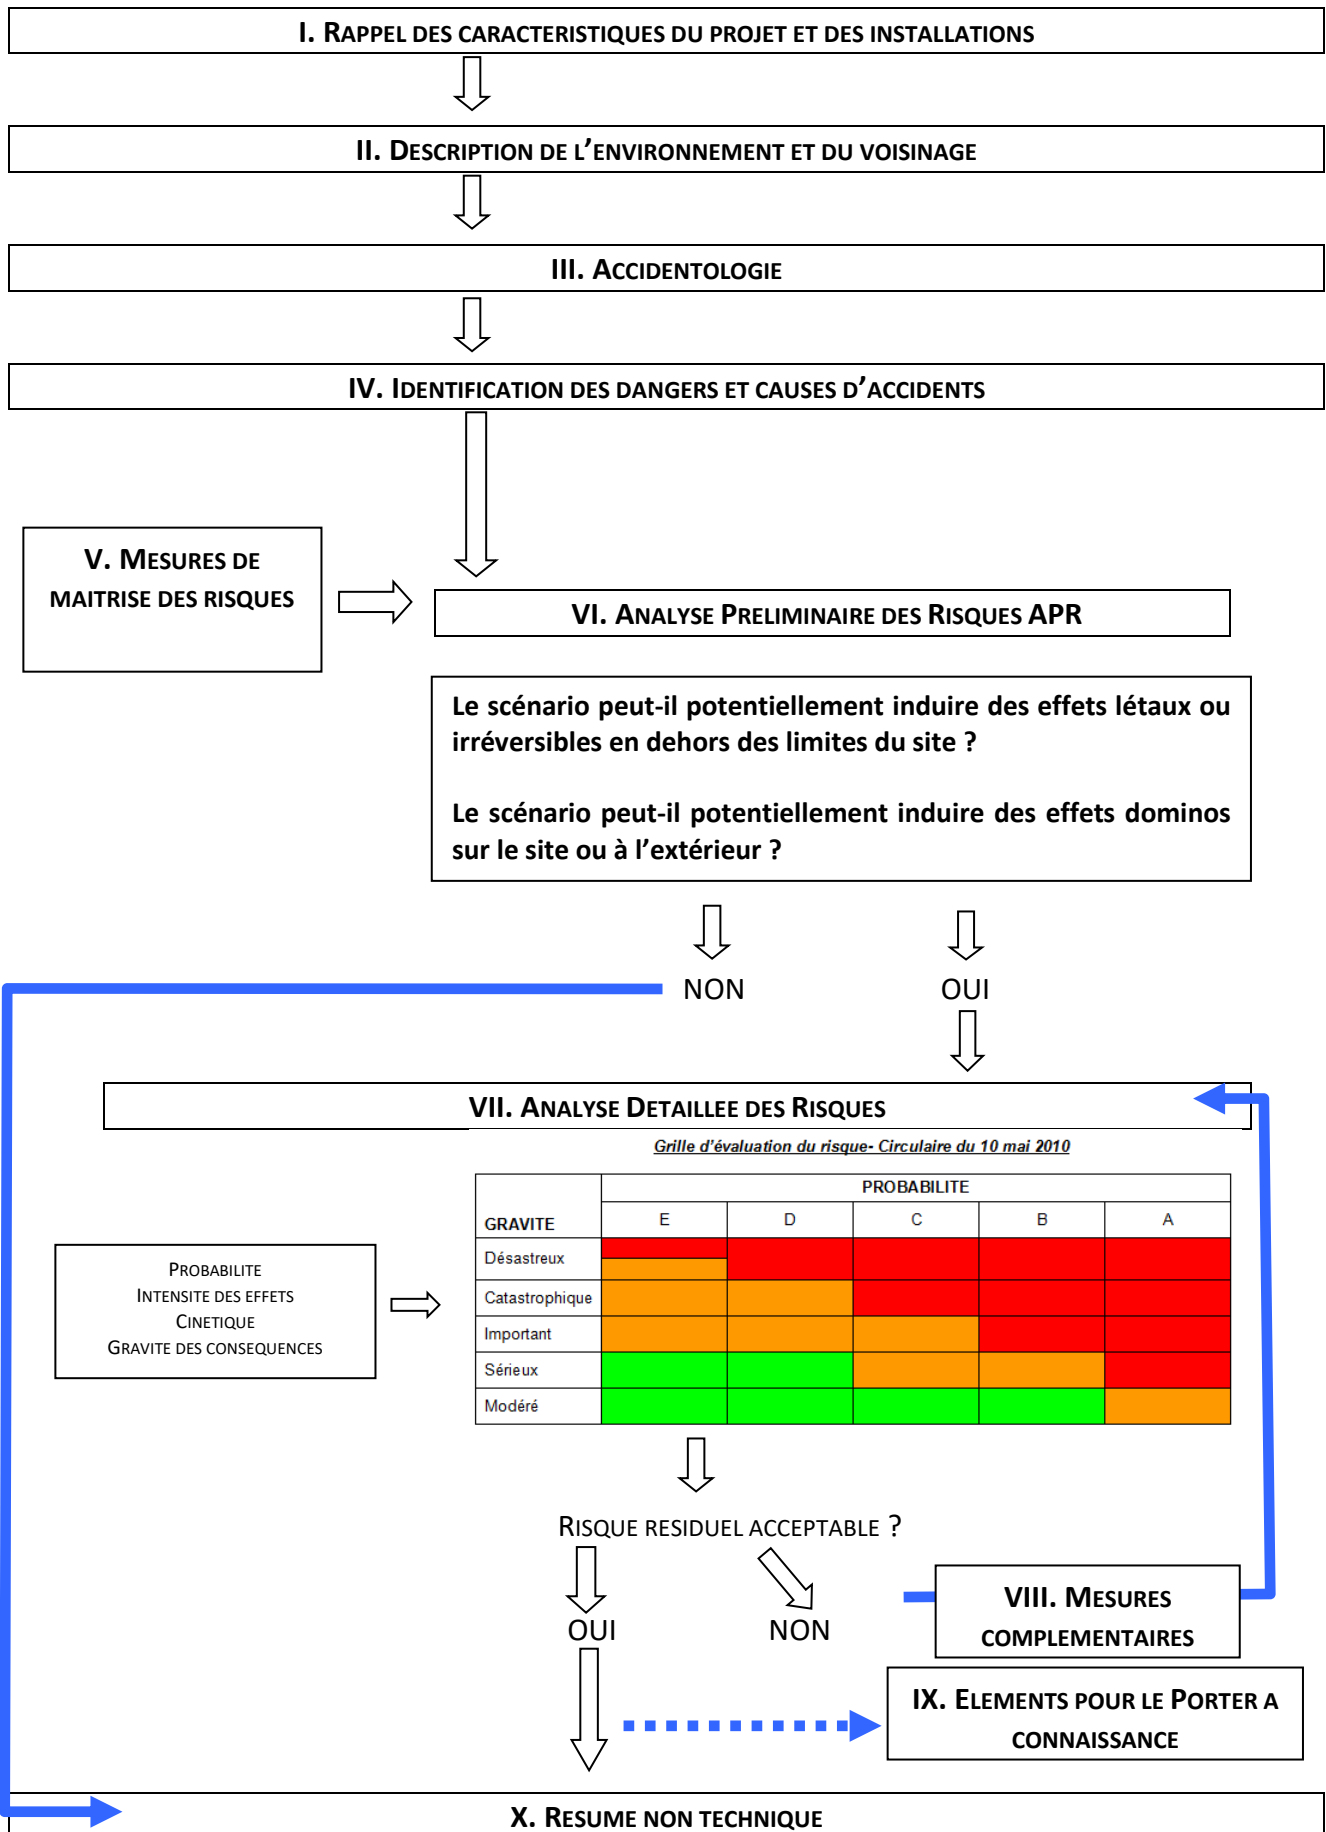 I. RAPPEL DES CARACTERISTIQUES DU PROJET ET DES INSTALLATIONS
II. DESCRIPTION DE L'ENVIRONNEMENT ET DU VOISINAGE
III. ACCIDENTOLOGIE
IV. IDENTIFICATION DES DANGERS ET CAUSES D'ACCIDENTS
V. MESURES DE
MAITRISE DES RISQUES
VI. ANALYSE PRELIMINAIRE DES RISQUES APR
Le scénario peut-il potentiellement induire des effets létaux ou
irréversibles en dehors des limites du site ?
Le scénario peut-il potentiellement induire des effets dominos
sur le site ou à l'extérieur ?
NON OUI
VII. ANALYSE DETAILLEE DES RISQUES
Grille d'évaluation du risque- Circulaire du 10 mai 2010
PROBABILITE
GRAVITE E D C B A
Désastreux
Catastrophique
Important
Sérieux
Modéré
PROBABILITE
INTENSITE DES EFFETS
CINETIQUE
GRAVITE DES CONSEQUENCES
RISQUE RESIDUEL ACCEPTABLE ?
OUI NON
VIII. MESURES
COMPLEMENTAIRES
IX. ELEMENTS POUR LE PORTER A
CONNAISSANCE
X. RESUME NON TECHNIQUE